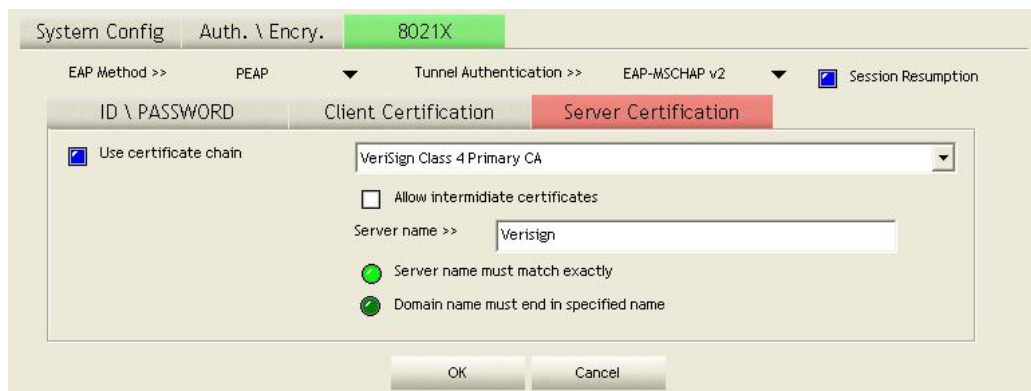 System Config Auth. \ Encry. 8021X
EAP Method >> PEAP Tunnel Authentication >> EAP-MSCHAP v2 Session Resumption
ID \ PASSWORD Client Certification Server Certification
Use certificate chain VeriSign Class 4 Primary CA
Allow intermidiate certificates
Server name >> Verisign
Server name must match exactly
Domain name must end in specified name
OK Cancel